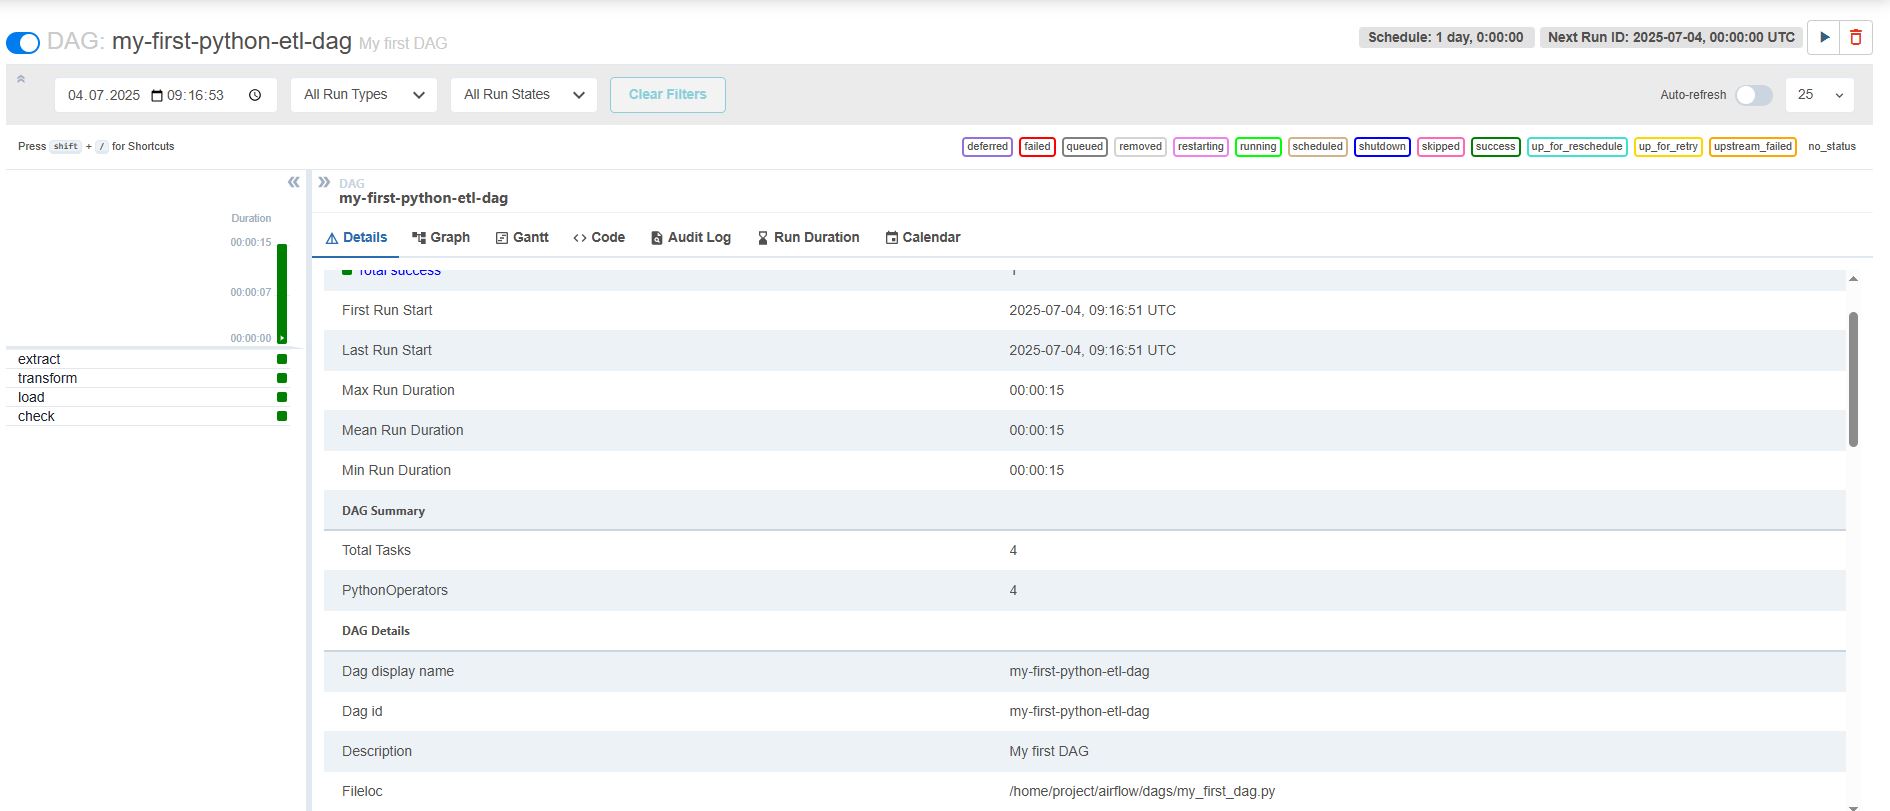 DAG: my-first-python-etl-dag My first DAG
Schedule: 1 day, 0:00:00 Next Run ID: 2025-07-04, 00:00:00 UTC
04.07.2025 09:16:53 All Run Types All Run States Clear Filters Auto-refresh 25
Press shift + / for Shortcuts
deferred failed queued removed restarting running scheduled shutdown skipped success up_for_reschedule up_for_retry upstream_failed no_status
Duration
00:00:15
00:00:07
00:00:00
extract
transform
load
check
DAG
my-first-python-etl-dag
Details Graph Gantt Code Audit Log Run Duration Calendar
Total success 1
First Run Start 2025-07-04, 09:16:51 UTC
Last Run Start 2025-07-04, 09:16:51 UTC
Max Run Duration 00:00:15
Mean Run Duration 00:00:15
Min Run Duration 00:00:15
DAG Summary
Total Tasks 4
PythonOperators 4
DAG Details
Dag display name my-first-python-etl-dag
Dag id my-first-python-etl-dag
Description My first DAG
Fileloc /home/project/airflow/dags/my_first_dag.py